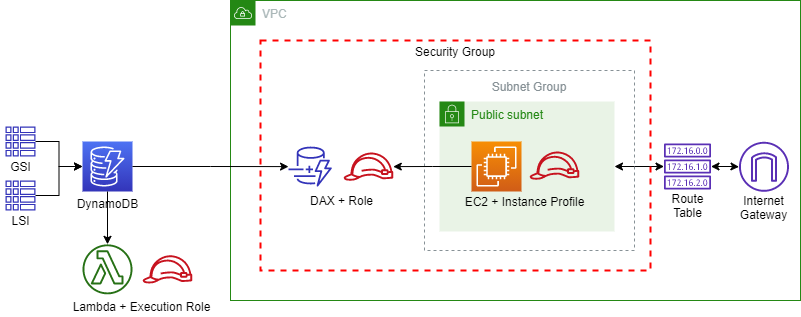 VPC
Security Group
Subnet Group
Public subnet
GSI
LSI
DynamoDB
DAX + Role
EC2 + Instance Profile
172.16.0.0
172.16.1.0
172.16.2.0
Route
Table
Internet
Gateway
Lambda + Execution Role